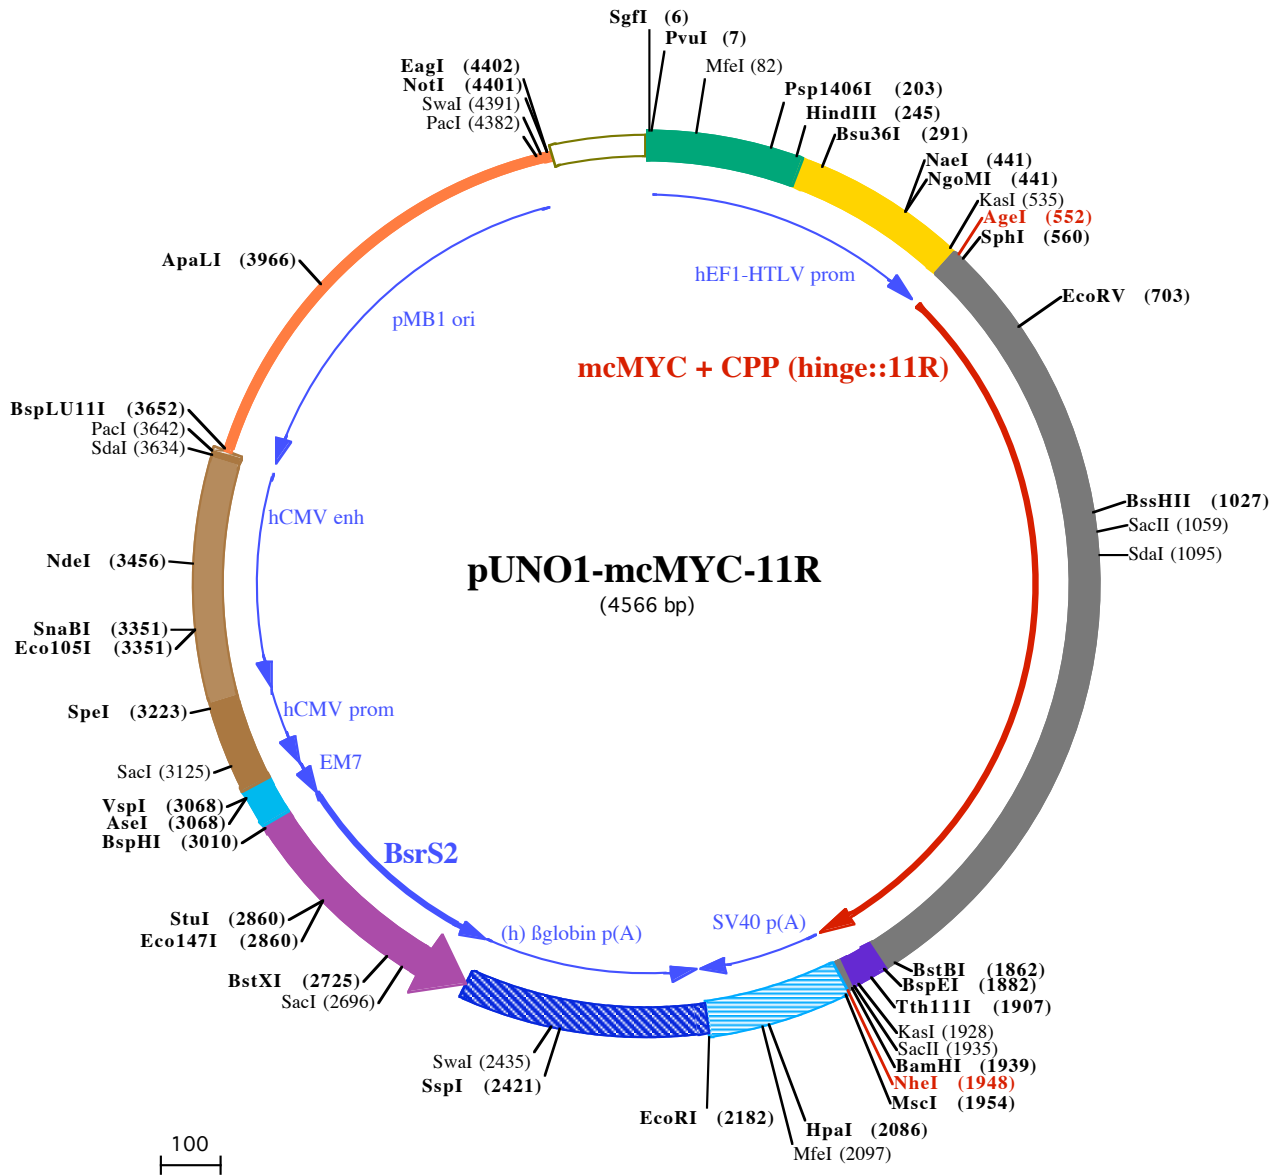 SgfI (6)
PvuI (7)
MfeI (82)
Psp1406I (203)
HindIII (245)
Bsu36I (291)
NaeI (441)
NgoMI (441)
KasI (535)
AgeI (552)
SphI (560)
EcoRV (703)
BssHII (1027)
SacII (1059)
SdaI (1095)
BstBI (1862)
BspEI (1882)
Tth111I (1907)
KasI (1928)
SacII (1935)
BamHI (1939)
NheI (1948)
MscI (1954)
HpaI (2086)
MfeI (2097)
EcoRI (2182)
SspI (2421)
SwaI (2435)
SacI (2696)
BstXI (2725)
Eco147I (2860)
StuI (2860)
BspHI (3010)
AseI (3068)
VspI (3068)
SacI (3125)
SpeI (3223)
Eco105I (3351)
SnaBI (3351)
NdeI (3456)
SdaI (3634)
PacI (3642)
BspLU11I (3652)
ApaLI (3966)
PacI (4382)
SwaI (4391)
NotI (4401)
EagI (4402)
hEF1-HTLV prom
mcMYC + CPP (hinge::11R)
SV40 p(A)
(h) ßglobin p(A)
BsrS2
EM7
hCMV prom
hCMV enh
pMB1 ori
pUNO1-mcMYC-11R
(4566 bp)
100